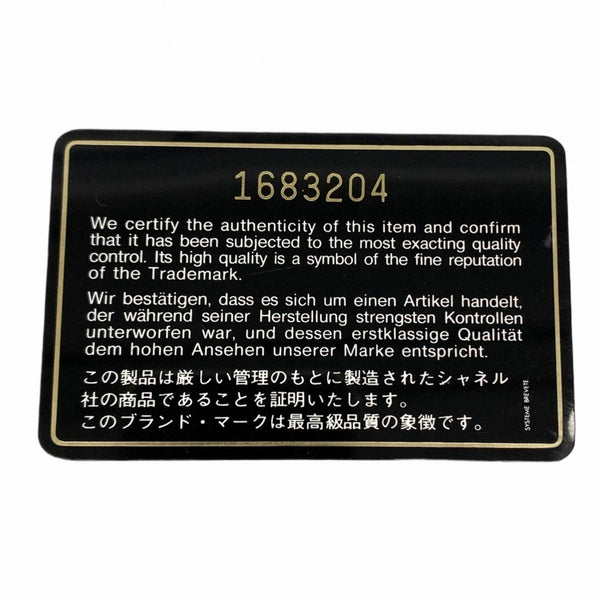 1683204
We certify the authenticity of this item and confirm
that it has been subjected to the most exacting quality
control. Its high quality is a symbol of the fine reputation
of the Trademark.
Wir bestätigen, dass es sich um einen Artikel handelt,
der während seiner Herstellung strengsten Kontrollen
unterworfen war, und dessen erstklassige Qualität
dem hohen Ansehen unserer Marke entspricht.
この製品は厳しい管理のもとに製造されたシャネル
社の商品であることを証明いたします。
このブランド・マークは最高級品質の象徴です。
SYSTEME BREVETE